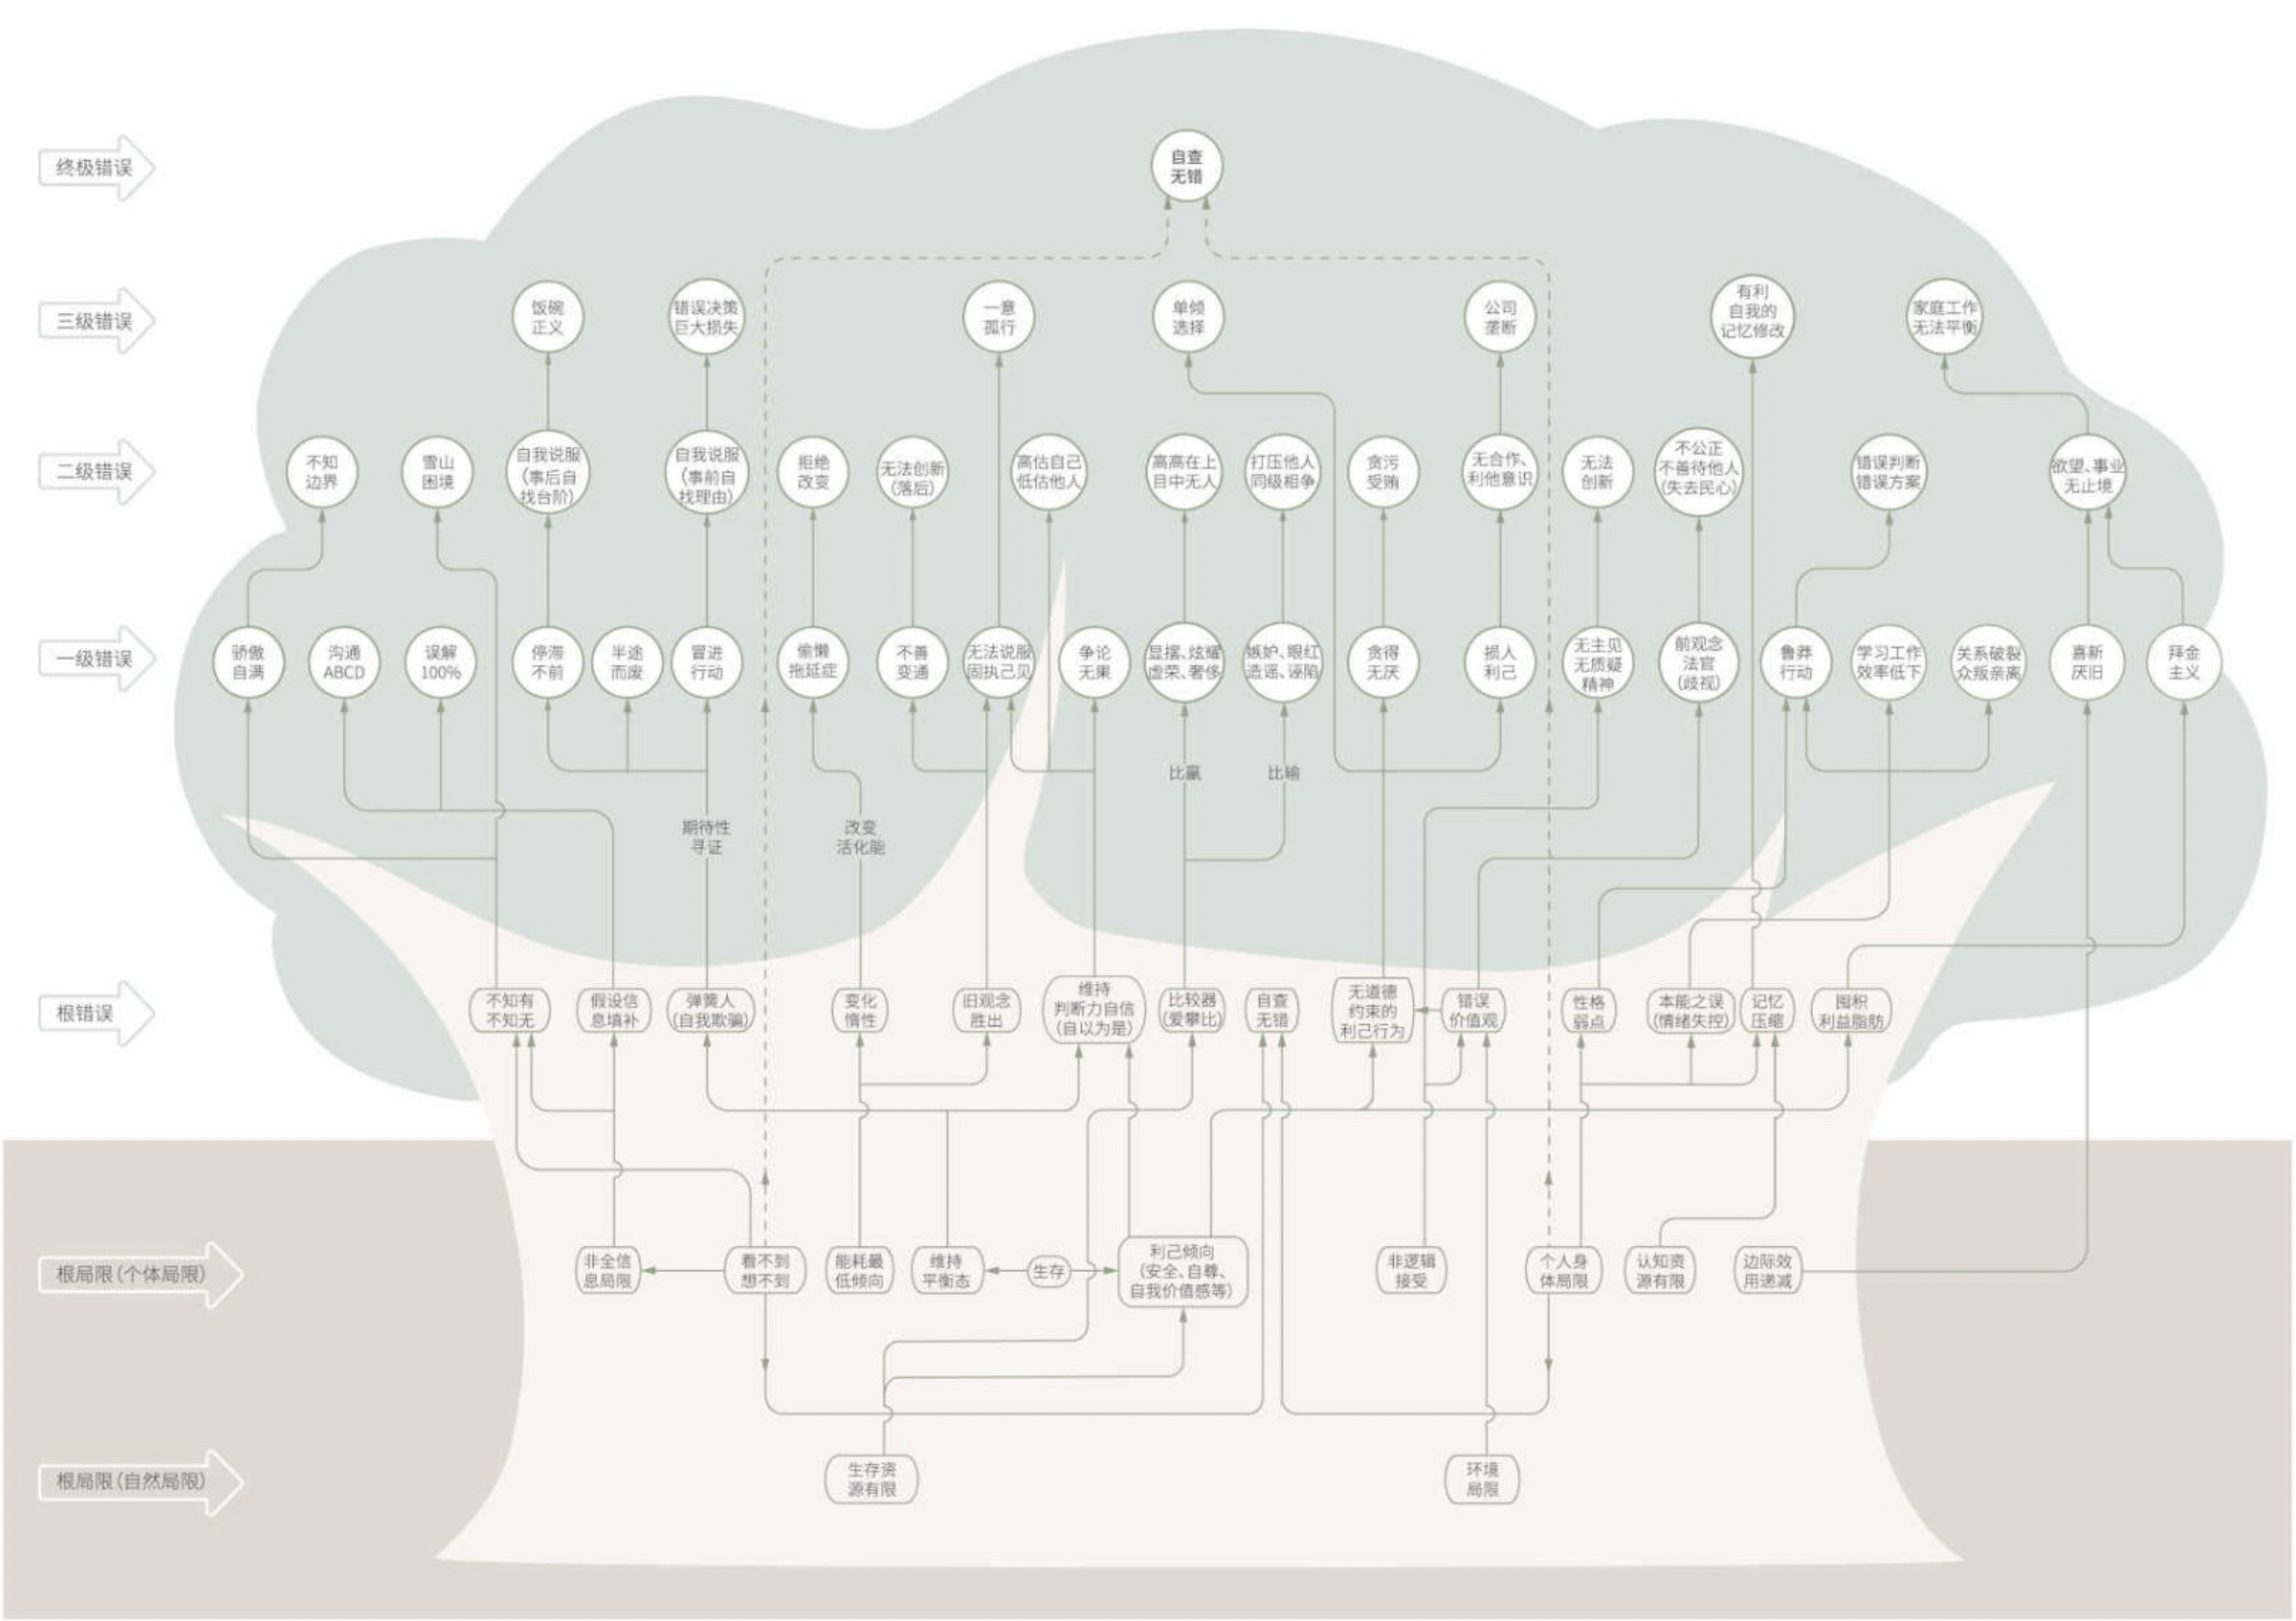 终极错误
自查
无错
三级错误
饭碗
正义
错误决策
巨大损失
一意
孤行
单倾
选择
公司
垄断
有利
自我的
记忆修改
家庭工作
无法平衡
二级错误
不知
边界
雪山
困境
自我说服
(事后自
找台阶)
自我说服
(事前自
找理由)
拒绝
改变
无法创新
(落后)
高估自己
低估他人
高高在上
目中无人
打压他人
同级相争
贪污
受贿
无合作、
利他意识
无法
创新
不公正
不善待他人
(失去民心)
错误判断
错误方案
欲望、事业
无止境
一级错误
骄傲
自满
沟通
ABCD
误解
100%
停滞
不前
半途
而废
冒进
行动
偷懒
拖延症
不善
变通
无法说服
固执己见
争论
无果
显摆、炫耀
虚荣、奢侈
嫉妒、眼红
造谣、诬陷
贪得
无厌
损人
利己
无主见
无质疑
精神
前观念
法官
(歧视)
鲁莽
行动
学习工作
效率低下
关系破裂
众叛亲离
喜新
厌旧
拜金
主义
比赢
比输
期待性
寻证
改变
活化能
根错误
不知有
不知无
假设信
息填补
弹簧人
(自我欺骗)
变化
惰性
旧观念
胜出
维持
判断力自信
(自以为是)
比较器
(爱攀比)
自查
无错
无道德
约束的
利己行为
错误
价值观
性格
弱点
本能之误
(情绪失控)
记忆
压缩
囤积
利益脂肪
根局限(个体局限)
非全信
息局限
看不到
想不到
能耗最
低倾向
维持
平衡态
生存
利己倾向
(安全、自尊、
自我价值感等)
非逻辑
接受
个人身
体局限
认知资
源有限
边际效
用递减
根局限(自然局限)
生存资
源有限
环境
局限